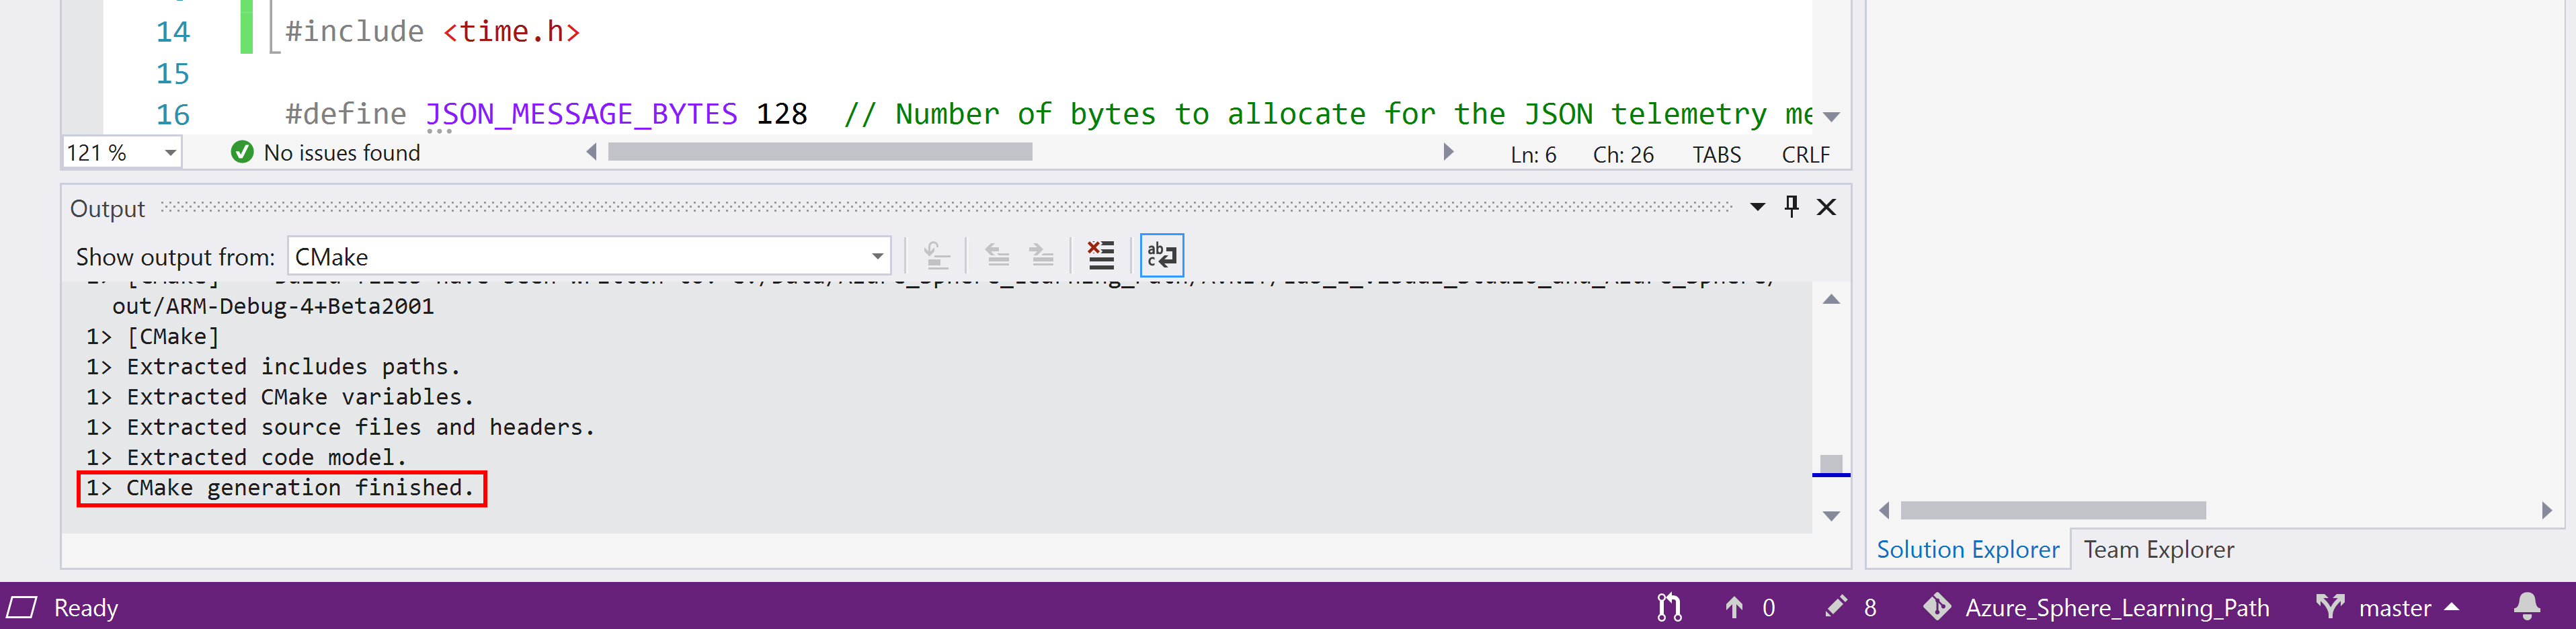 14 #include <time.h>
15
16 #define JSON_MESSAGE_BYTES 128 // Number of bytes to allocate for the JSON telemetry me
121 % No issues found Ln: 6 Ch: 26 TABS CRLF
Output
Show output from: CMake
out/ARM-Debug-4+Beta2001
1> [CMake]
1> Extracted includes paths.
1> Extracted CMake variables.
1> Extracted source files and headers.
1> Extracted code model.
1> CMake generation finished.
Solution Explorer Team Explorer
Ready 0 8 Azure_Sphere_Learning_Path master